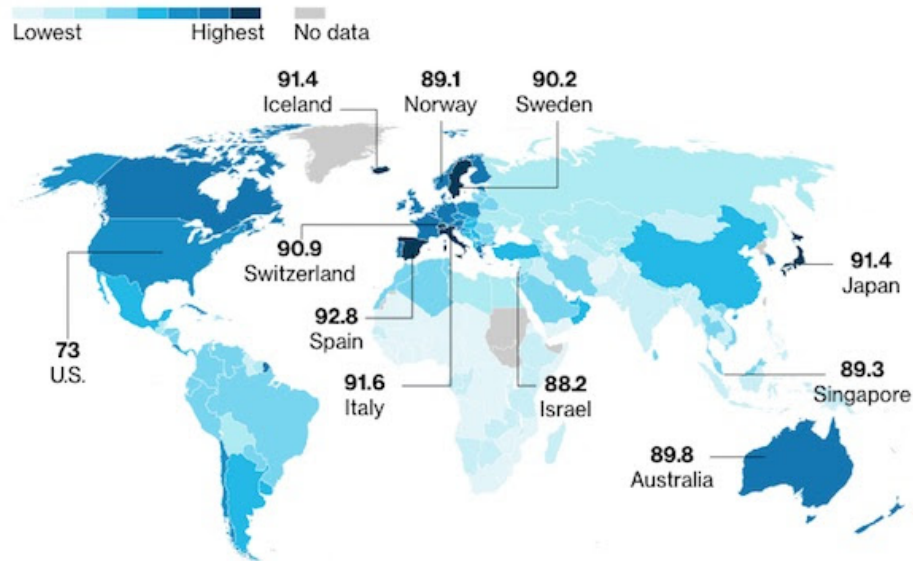 Lowest Highest No data
91.4
Iceland
89.1
Norway
90.2
Sweden
90.9
Switzerland
91.4
Japan
73
U.S.
92.8
Spain
91.6
Italy
88.2
Israel
89.3
Singapore
89.8
Australia